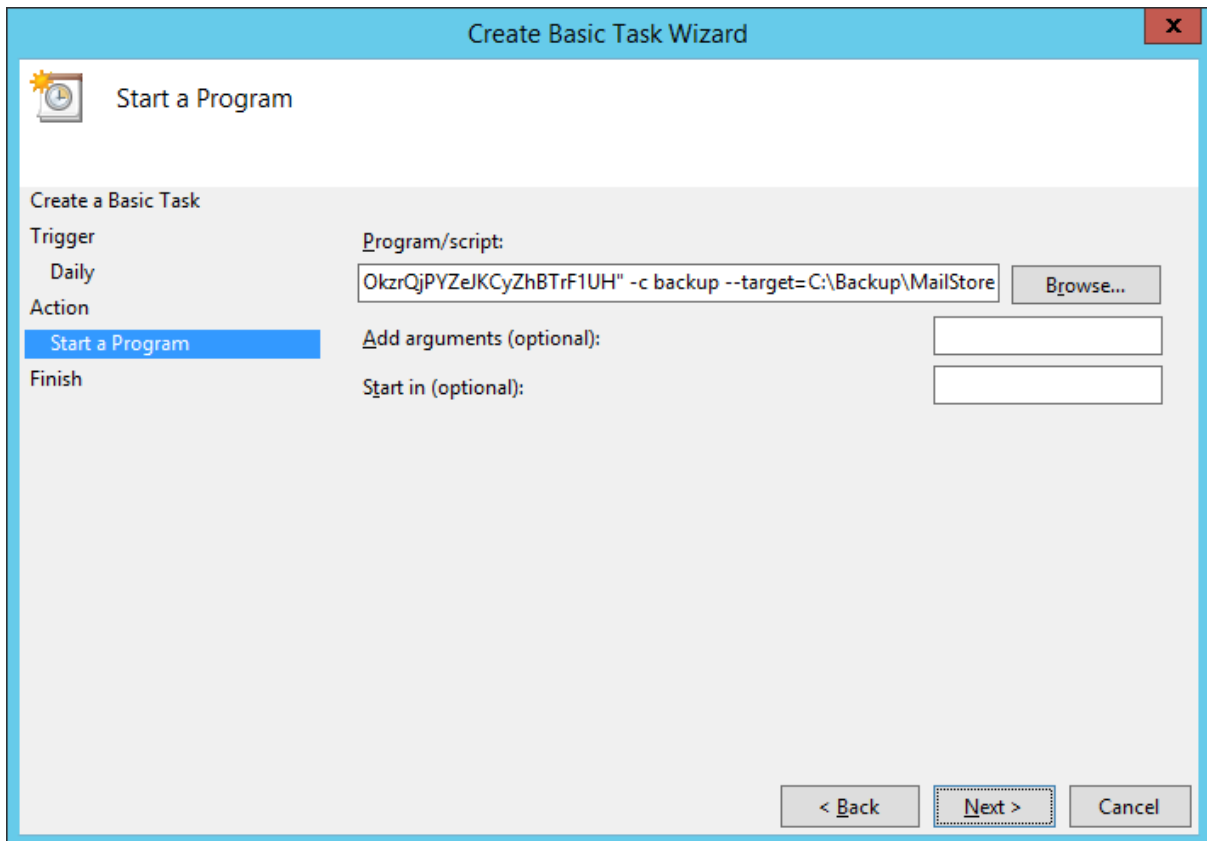 Create Basic Task Wizard
x
Start a Program
Create a Basic Task
Trigger
Daily
Action
Start a Program
Finish
Program/script:
OkzrQjPYZeJKCyZhBTrF1UH" -c backup --target=C:\Backup\MailStore
Browse...
Add arguments (optional):
Start in (optional):
< Back
Next >
Cancel